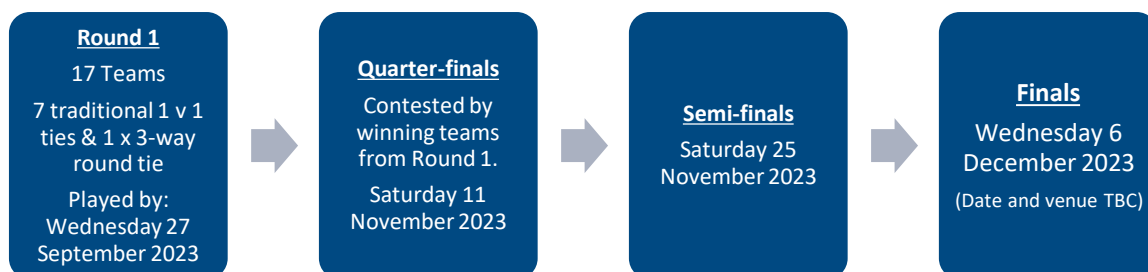 Round 1
17 Teams
7 traditional 1 v 1
ties & 1 x 3-way
round tie
Played by:
Wednesday 27
September 2023
Quarter-finals
Contested by
winning teams
from Round 1.
Saturday 11
November 2023
Semi-finals
Saturday 25
November 2023
Finals
Wednesday 6
December 2023
(Date and venue TBC)